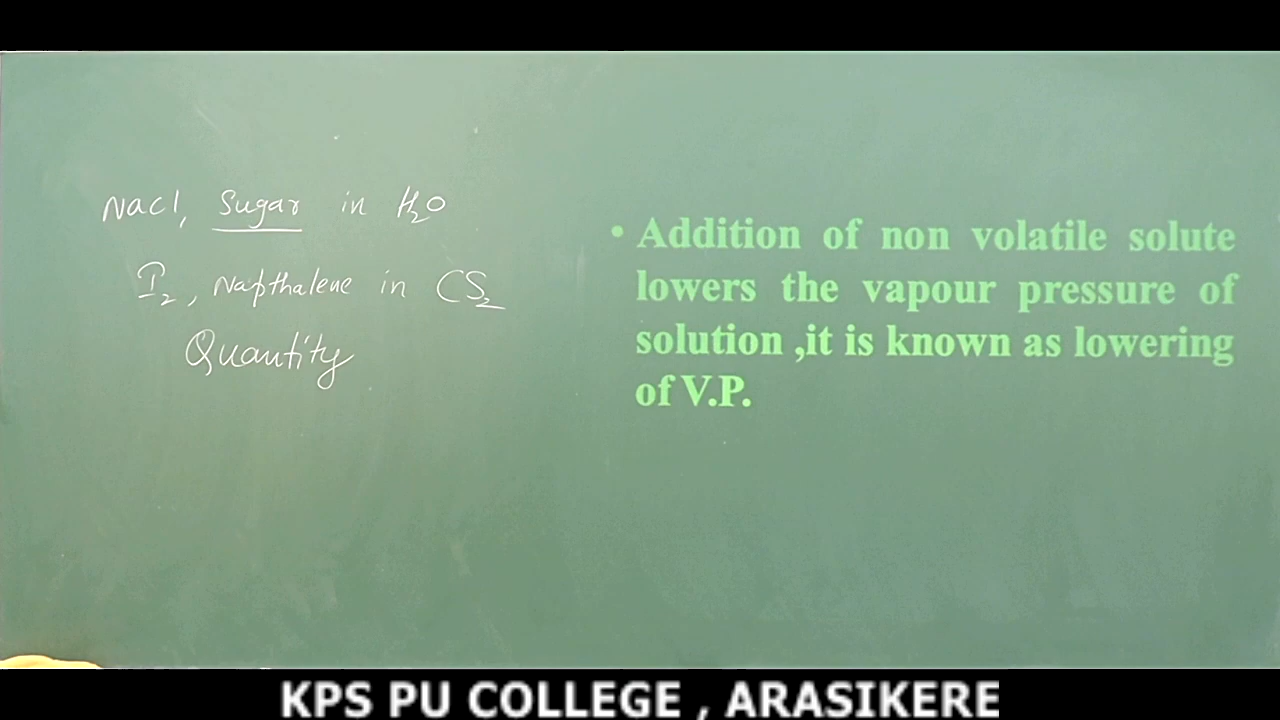 NaCl, Sugar in H₂O
I₂, Napthalene in CS₂
Quantity
• Addition of non volatile solute
lowers the vapour pressure of
solution ,it is known as lowering
of V.P.
KPS PU COLLEGE , ARASIKERE